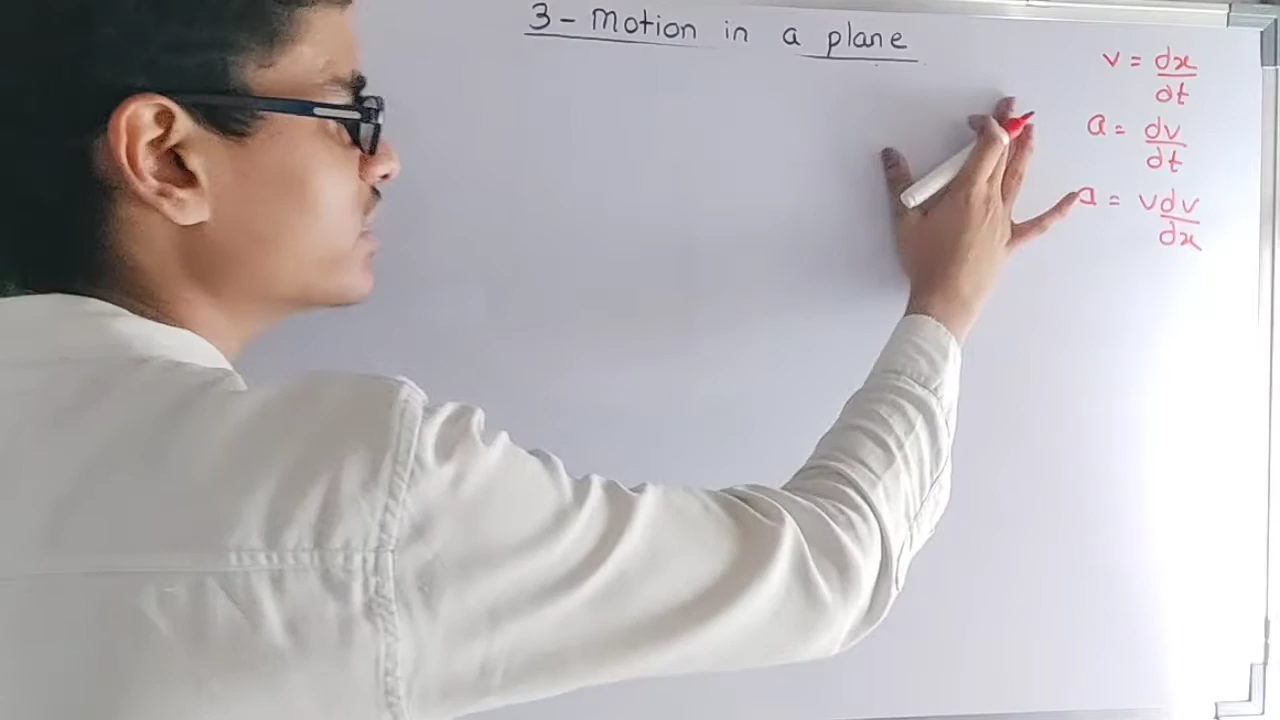 3 - Motion in a plane
v = dx/dt
a = dv/dt
a = vdv/dx